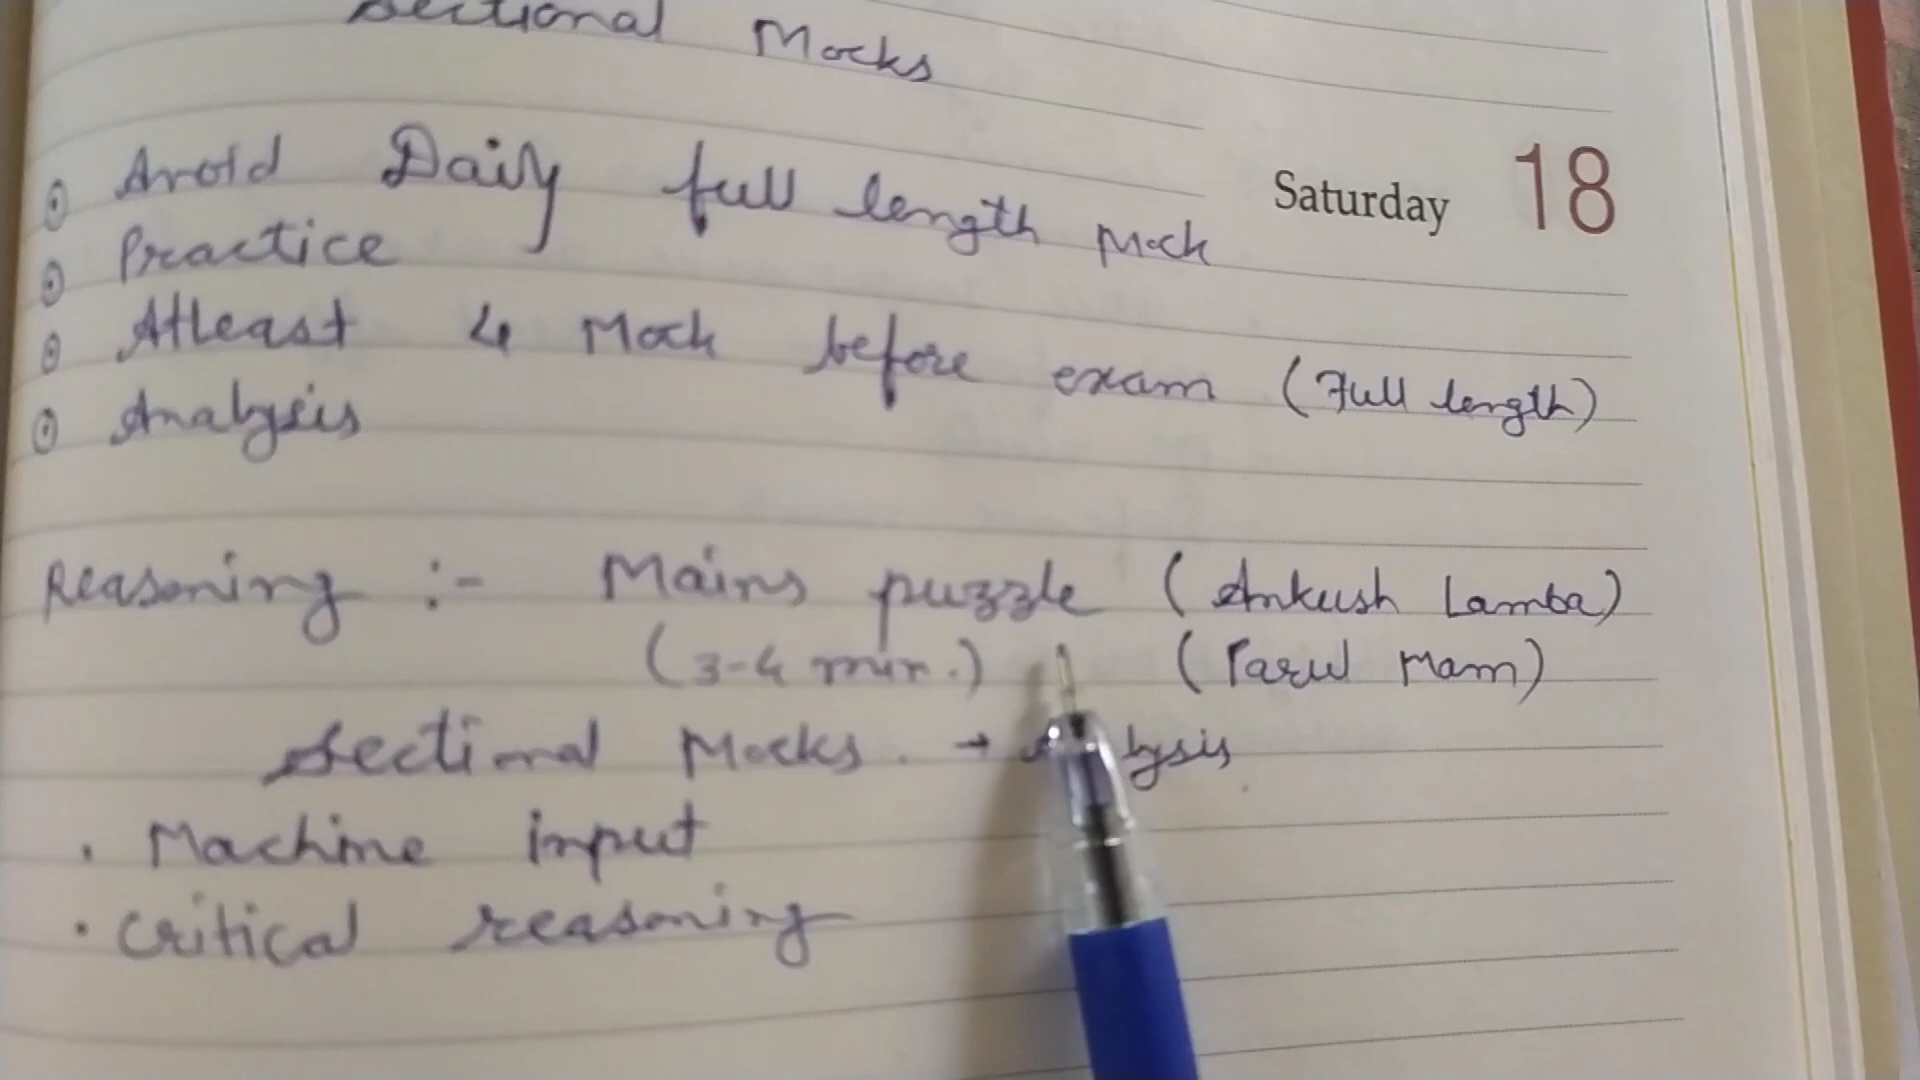 Sectional Mocks
Saturday 18
Avoid Daily full length Mock
Practice
Atleast 4 Mock before exam (Full length)
Analysis
Reasoning :- Mains puzzle (Ankush Lamba)
(3-4 min.) (Parul Mam)
Sectional Mocks. → Analysis
. Machine input
. Critical reasoning